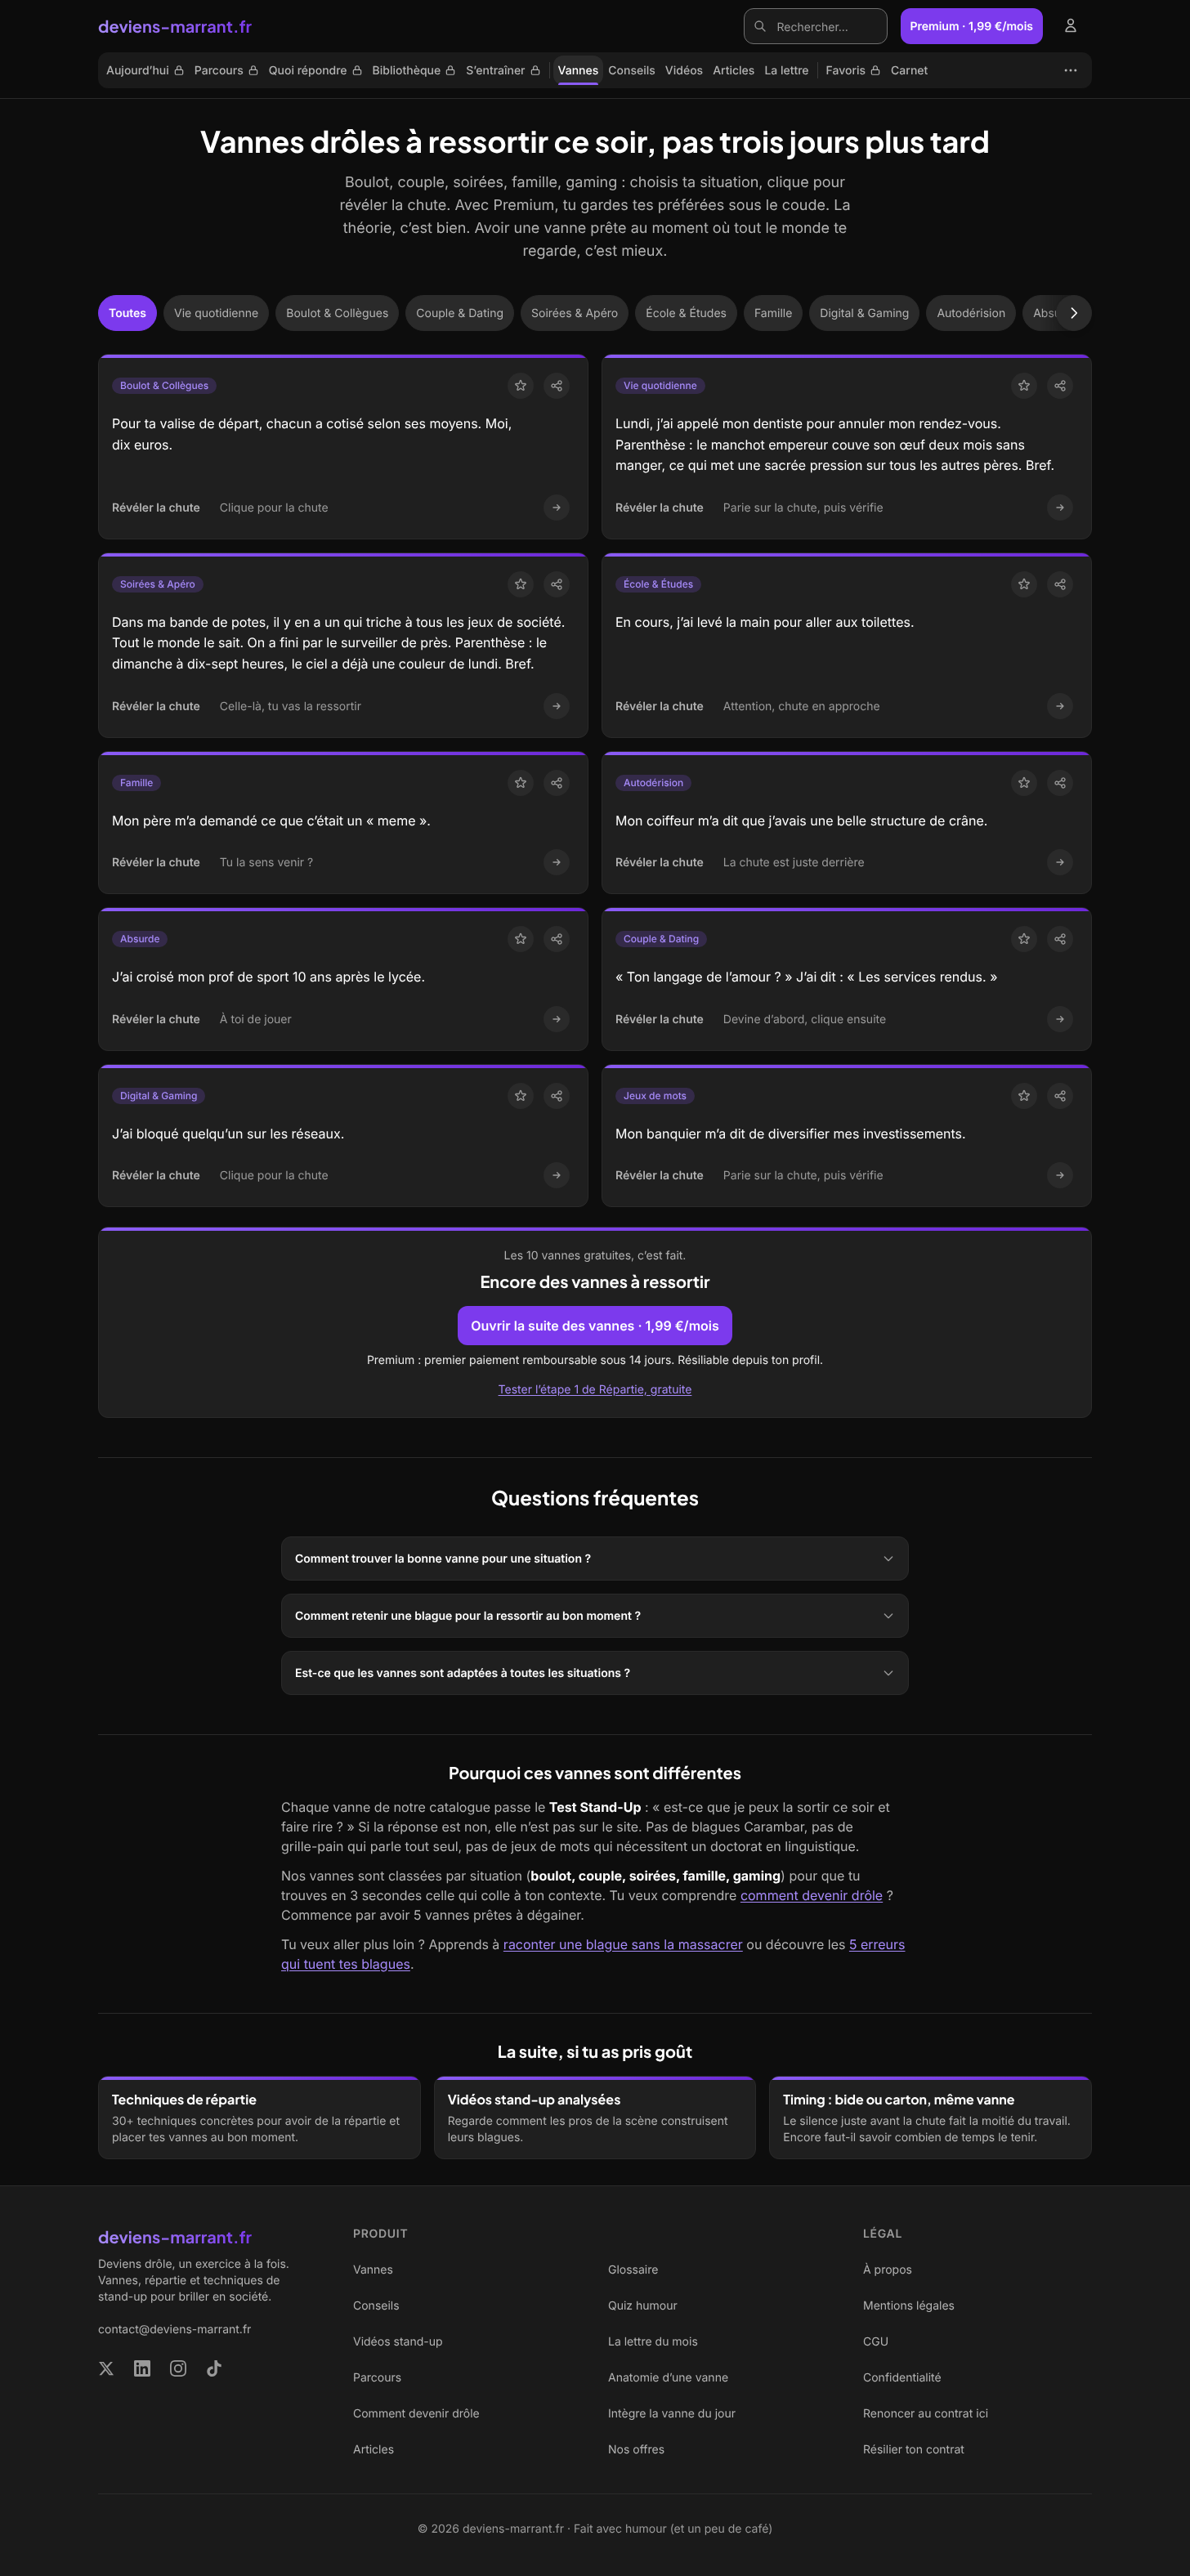 deviens-marrant.fr
Rechercher...
Premium · 1,99 €/mois
Aujourd’hui
Parcours
Quoi répondre
Bibliothèque
S’entraîner
Vannes
Conseils
Vidéos
Articles
La lettre
Favoris
Carnet
Vannes drôles à ressortir ce soir, pas trois jours plus tard
Boulot, couple, soirées, famille, gaming : choisis ta situation, clique pour
révéler la chute. Avec Premium, tu gardes tes préférées sous le coude. La
théorie, c’est bien. Avoir une vanne prête au moment où tout le monde te
regarde, c’est mieux.
Toutes
Vie quotidienne
Boulot & Collègues
Couple & Dating
Soirées & Apéro
École & Études
Famille
Digital & Gaming
Autodérision
Boulot & Collègues
Pour ta valise de départ, chacun a cotisé selon ses moyens. Moi,
dix euros.
Révéler la chute
Clique pour la chute
Vie quotidienne
Lundi, j’ai appelé mon dentiste pour annuler mon rendez-vous.
Parenthèse : le manchot empereur couve son œuf deux mois sans
manger, ce qui met une sacrée pression sur tous les autres pères. Bref.
Révéler la chute
Parie sur la chute, puis vérifie
Soirées & Apéro
Dans ma bande de potes, il y en a un qui triche à tous les jeux de société.
Tout le monde le sait. On a fini par le surveiller de près. Parenthèse : le
dimanche à dix-sept heures, le ciel a déjà une couleur de lundi. Bref.
Révéler la chute
Celle-là, tu vas la ressortir
École & Études
En cours, j’ai levé la main pour aller aux toilettes.
Révéler la chute
Attention, chute en approche
Famille
Mon père m’a demandé ce que c’était un « meme ».
Révéler la chute
Tu la sens venir ?
Autodérision
Mon coiffeur m’a dit que j’avais une belle structure de crâne.
Révéler la chute
La chute est juste derrière
Absurde
J’ai croisé mon prof de sport 10 ans après le lycée.
Révéler la chute
À toi de jouer
Couple & Dating
« Ton langage de l’amour ? » J’ai dit : « Les services rendus. »
Révéler la chute
Devine d’abord, clique ensuite
Digital & Gaming
J’ai bloqué quelqu’un sur les réseaux.
Révéler la chute
Clique pour la chute
Jeux de mots
Mon banquier m’a dit de diversifier mes investissements.
Révéler la chute
Parie sur la chute, puis vérifie
Les 10 vannes gratuites, c’est fait.
Encore des vannes à ressortir
Ouvrir la suite des vannes · 1,99 €/mois
Premium : premier paiement remboursable sous 14 jours. Résiliable depuis ton profil.
Tester l’étape 1 de Répartie, gratuite
Questions fréquentes
Comment trouver la bonne vanne pour une situation ?
Comment retenir une blague pour la ressortir au bon moment ?
Est-ce que les vannes sont adaptées à toutes les situations ?
Pourquoi ces vannes sont différentes
Chaque vanne de notre catalogue passe le Test Stand-Up : « est-ce que je peux la sortir ce soir et
faire rire ? » Si la réponse est non, elle n’est pas sur le site. Pas de blagues Carambar, pas de
grille-pain qui parle tout seul, pas de jeux de mots qui nécessitent un doctorat en linguistique.
Nos vannes sont classées par situation (boulot, couple, soirées, famille, gaming) pour que tu
trouves en 3 secondes celle qui colle à ton contexte. Tu veux comprendre comment devenir drôle ?
Commence par avoir 5 vannes prêtes à dégainer.
Tu veux aller plus loin ? Apprends à raconter une blague sans la massacrer ou découvre les 5 erreurs
qui tuent tes blagues.
La suite, si tu as pris goût
Techniques de répartie
30+ techniques concrètes pour avoir de la répartie et
placer tes vannes au bon moment.
Vidéos stand-up analysées
Regarde comment les pros de la scène construisent
leurs blagues.
Timing : bide ou carton, même vanne
Le silence juste avant la chute fait la moitié du travail.
Encore faut-il savoir combien de temps le tenir.
deviens-marrant.fr
Deviens drôle, un exercice à la fois.
Vannes, répartie et techniques de
stand-up pour briller en société.
contact@deviens-marrant.fr
PRODUIT
Vannes
Conseils
Vidéos stand-up
Parcours
Comment devenir drôle
Articles
Glossaire
Quiz humour
La lettre du mois
Anatomie d’une vanne
Intègre la vanne du jour
Nos offres
LÉGAL
À propos
Mentions légales
CGU
Confidentialité
Renoncer au contrat ici
Résilier ton contrat
© 2026 deviens-marrant.fr · Fait avec humour (et un peu de café)